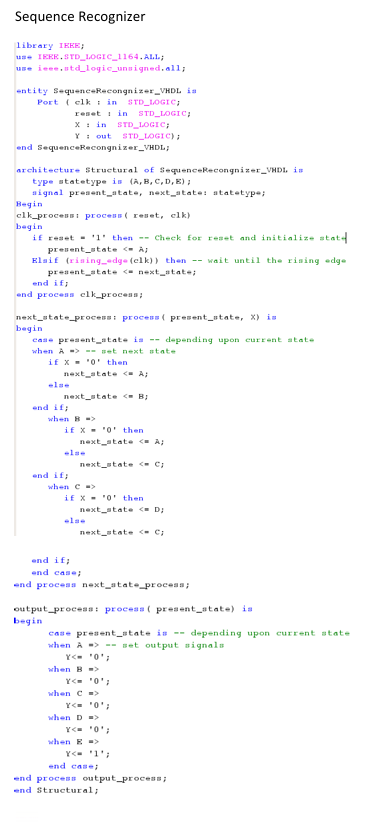 Sequence Recognizer
library IEEE;
use IEEE.STD_LOGIC_1164.ALL;
use ieee.std_logic_unsigned.all;
entity SequenceRecongnizer_VHDL is
Port ( clk : in STD_LOGIC;
reset : in STD_LOGIC;
X : in STD_LOGIC;
Y : out STD_LOGIC);
end SequenceRecongnizer_VHDL;
architecture Structural of SequenceRecongnizer_VHDL is
type statetype is (A,B,C,D,E);
signal present_state, next_state: statetype;
Begin
clk_process: process( reset, clk)
begin
if reset = '1' then -- Check for reset and initialize state
present_state <= A;
Elsif (rising_edge(clk)) then -- wait until the rising edge
present_state <= next_state;
end if;
end process clk_process;
next_state_process: process( present_state, X) is
begin
case present_state is -- depending upon current state
when A => -- set next state
if X = '0' then
next_state <= A;
else
next_state <= B;
end if;
when B =>
if X = '0' then
next_state <= A;
else
next_state <= C;
end if;
when C =>
if X = '0' then
next_state <= D;
else
next_state <= C;
end if;
end case;
end process next_state_process;
output_process: process( present_state) is
begin
case present_state is -- depending upon current state
when A => -- set output signals
Y<= '0';
when B =>
Y<= '0';
when C =>
Y<= '0';
when D =>
Y<= '0';
when E =>
Y<= '1';
end case;
end process output_process;
end Structural;